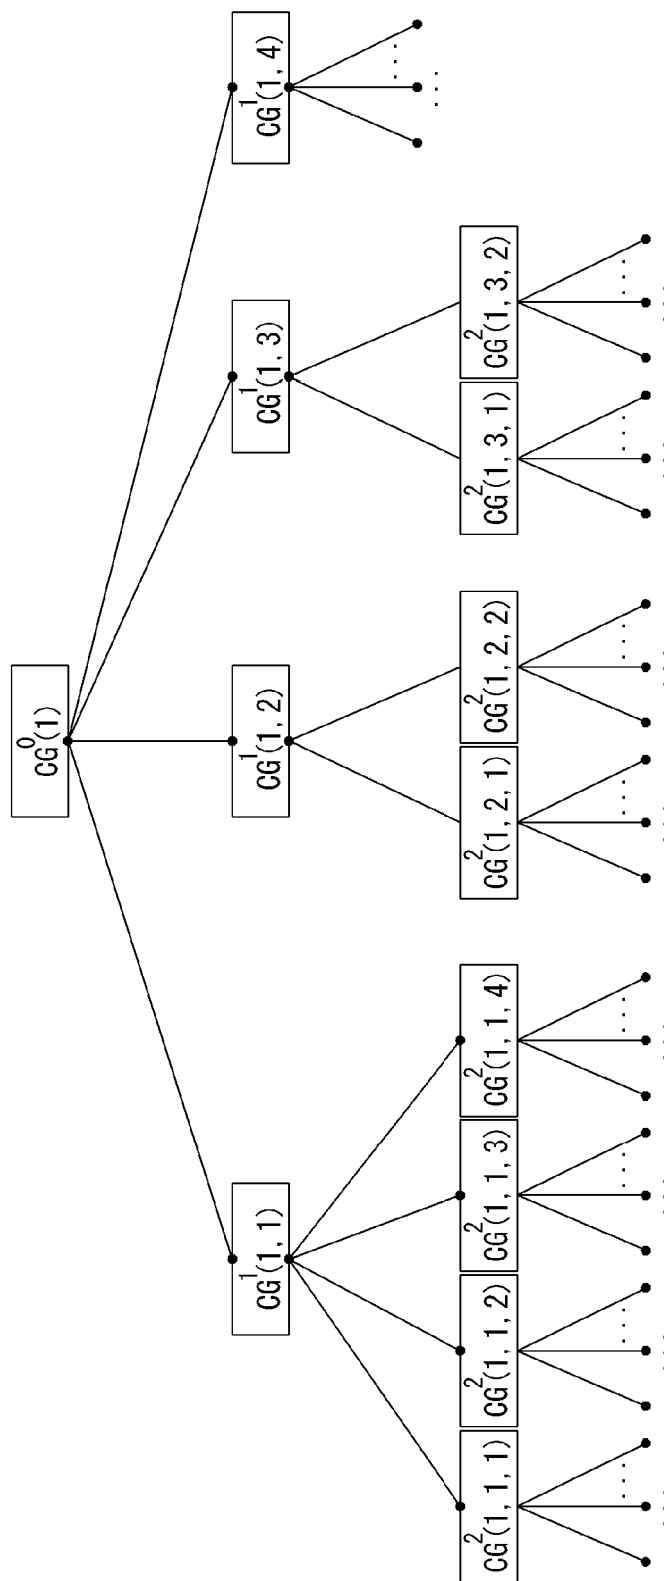 CG⁰(1)
CG¹(1,1)
CG¹(1,2)
CG¹(1,3)
CG¹(1,4)
CG²(1,1,1)
CG²(1,1,2)
CG²(1,1,3)
CG²(1,1,4)
CG²(1,2,1)
CG²(1,2,2)
CG²(1,3,1)
CG²(1,3,2)